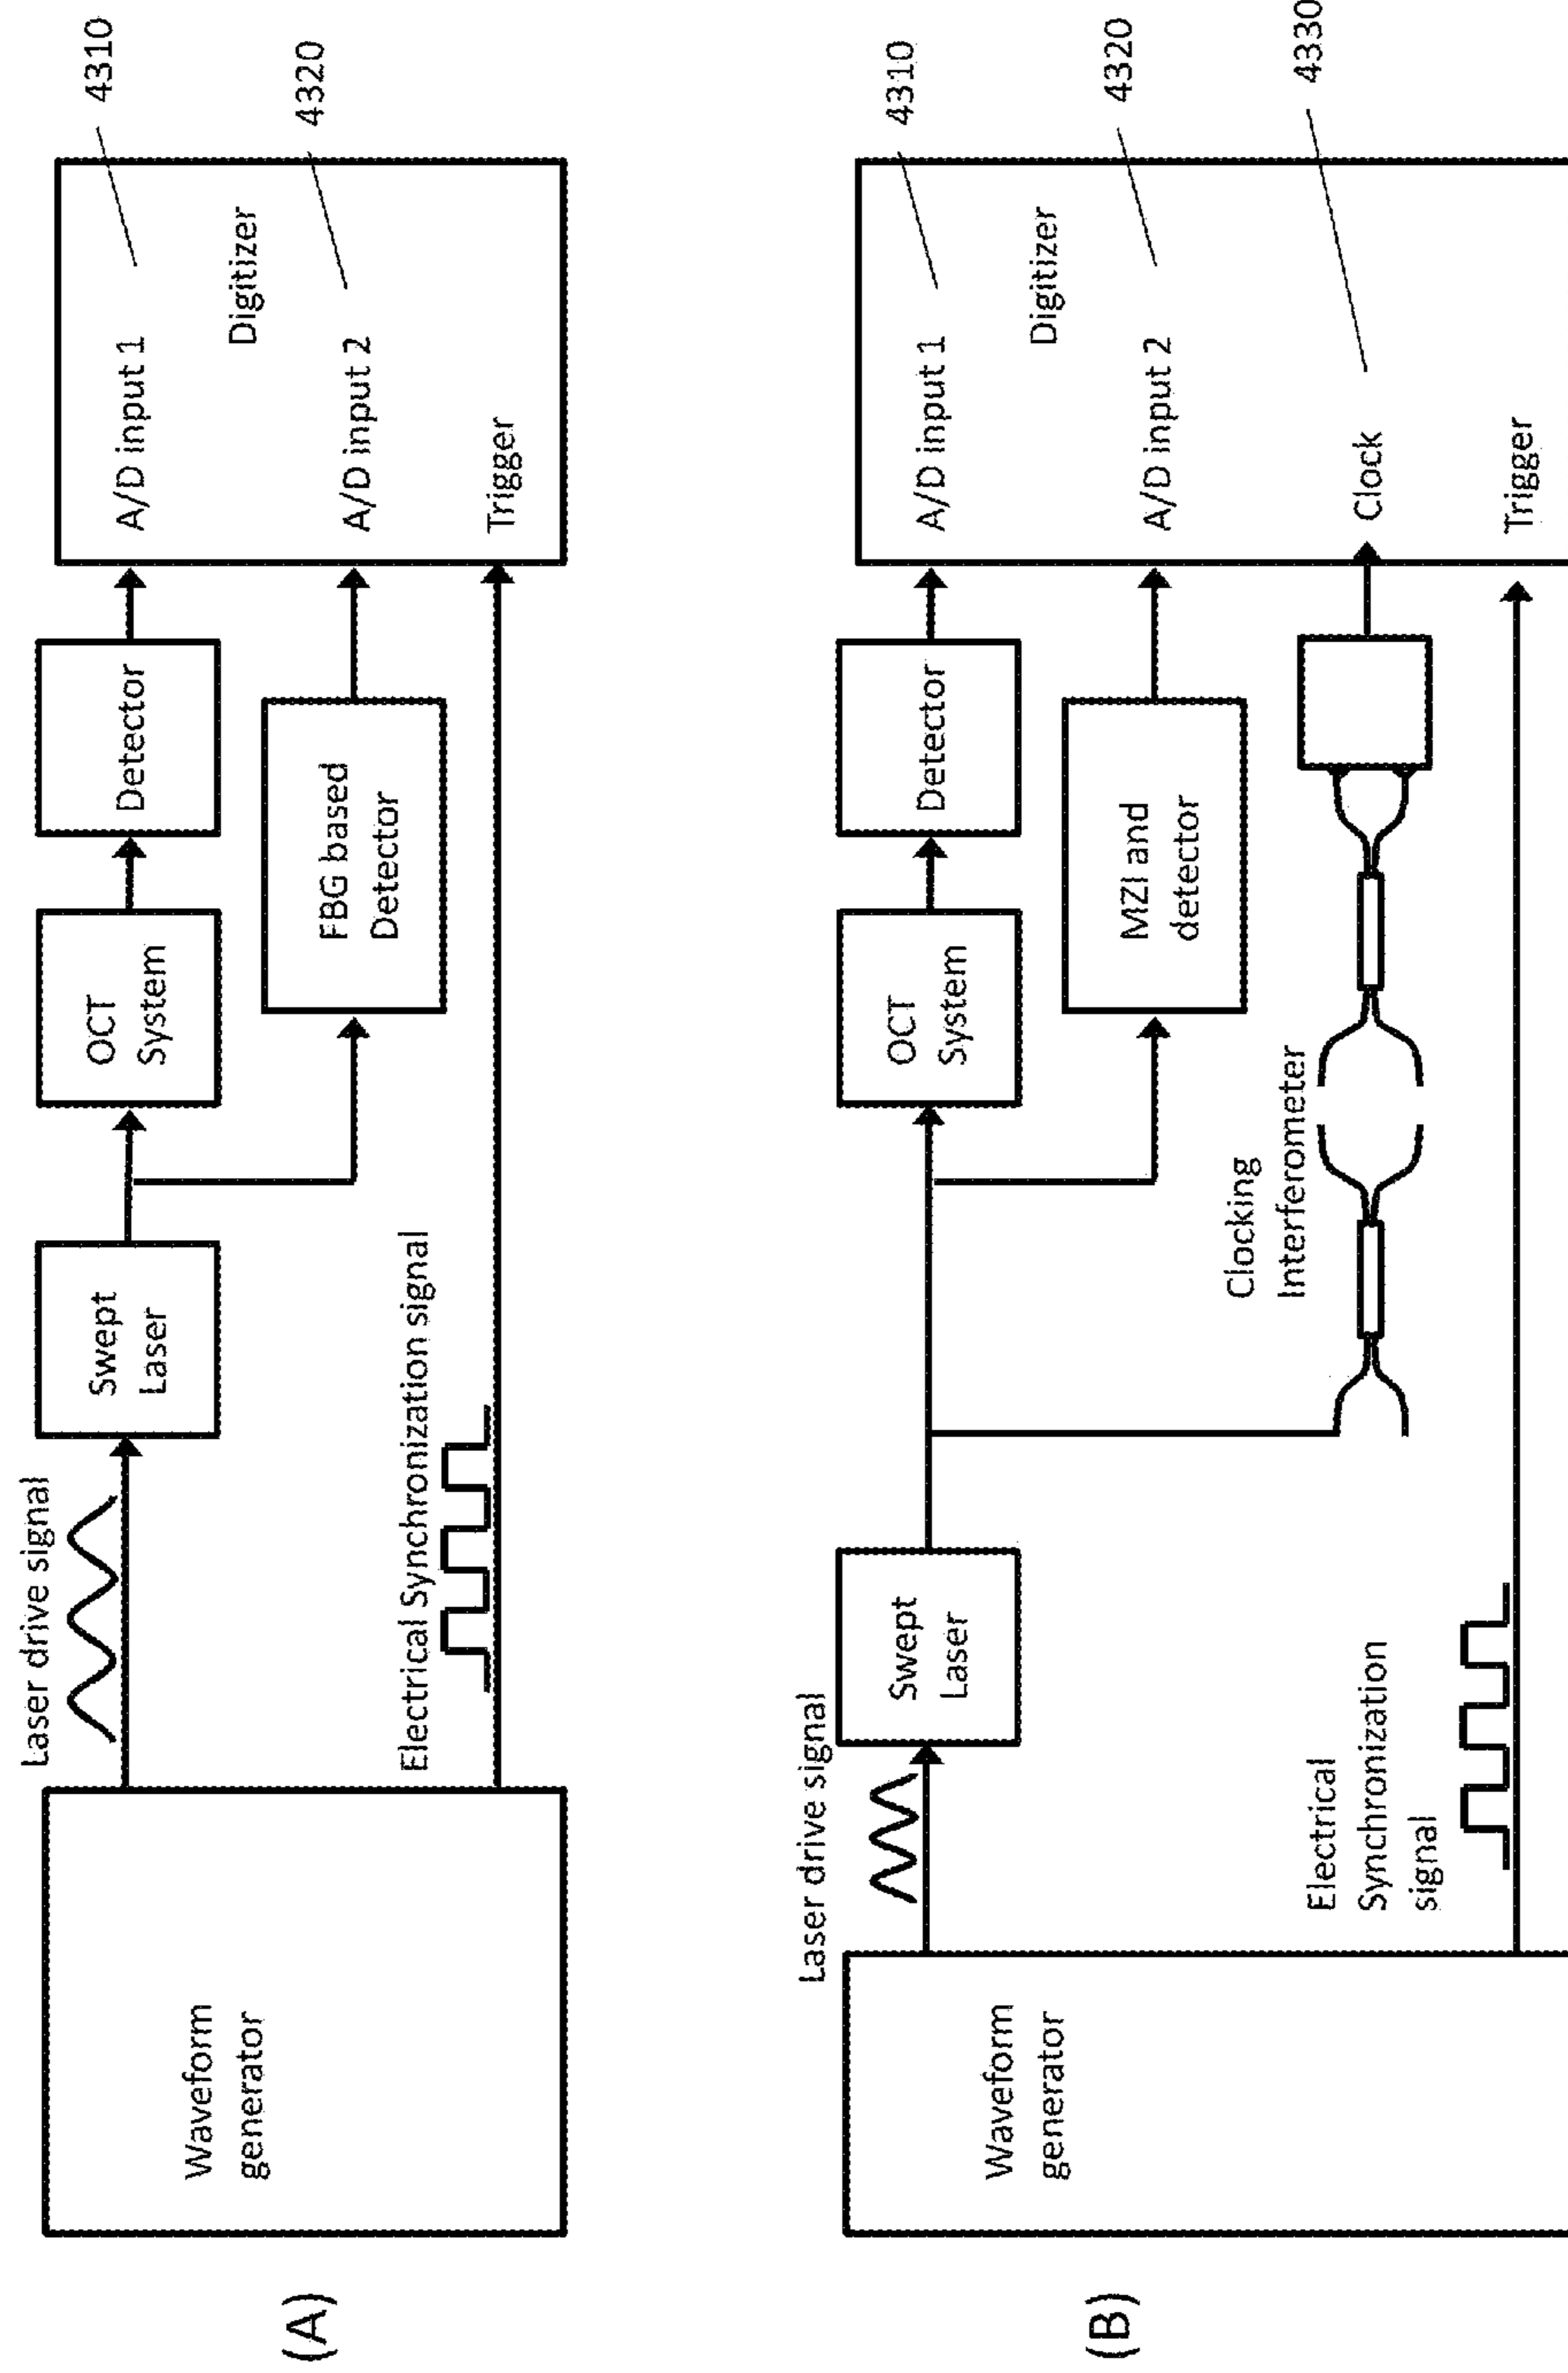 (A)
Waveform
generator
Laser drive signal
Electrical Synchronization signal
Swept
Laser
OCT
System
Detector
FBG based
Detector
A/D input 1
Digitizer
A/D input 2
Trigger
4310
4320
(B)
Waveform
generator
Laser drive signal
Electrical
Synchronization
signal
Swept
Laser
Clocking
Interferometer
OCT
System
Detector
MZI and
detector
A/D input 1
Digitizer
A/D input 2
Clock
Trigger
4310
4320
4330